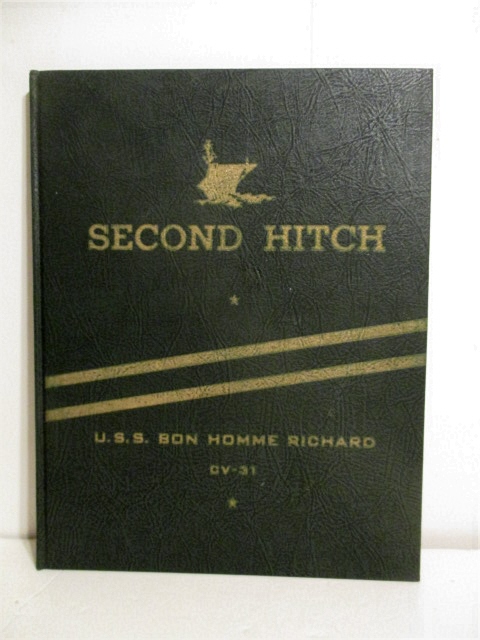 SECOND HITCH
U.S.S. BON HOMME RICHARD
CV-31